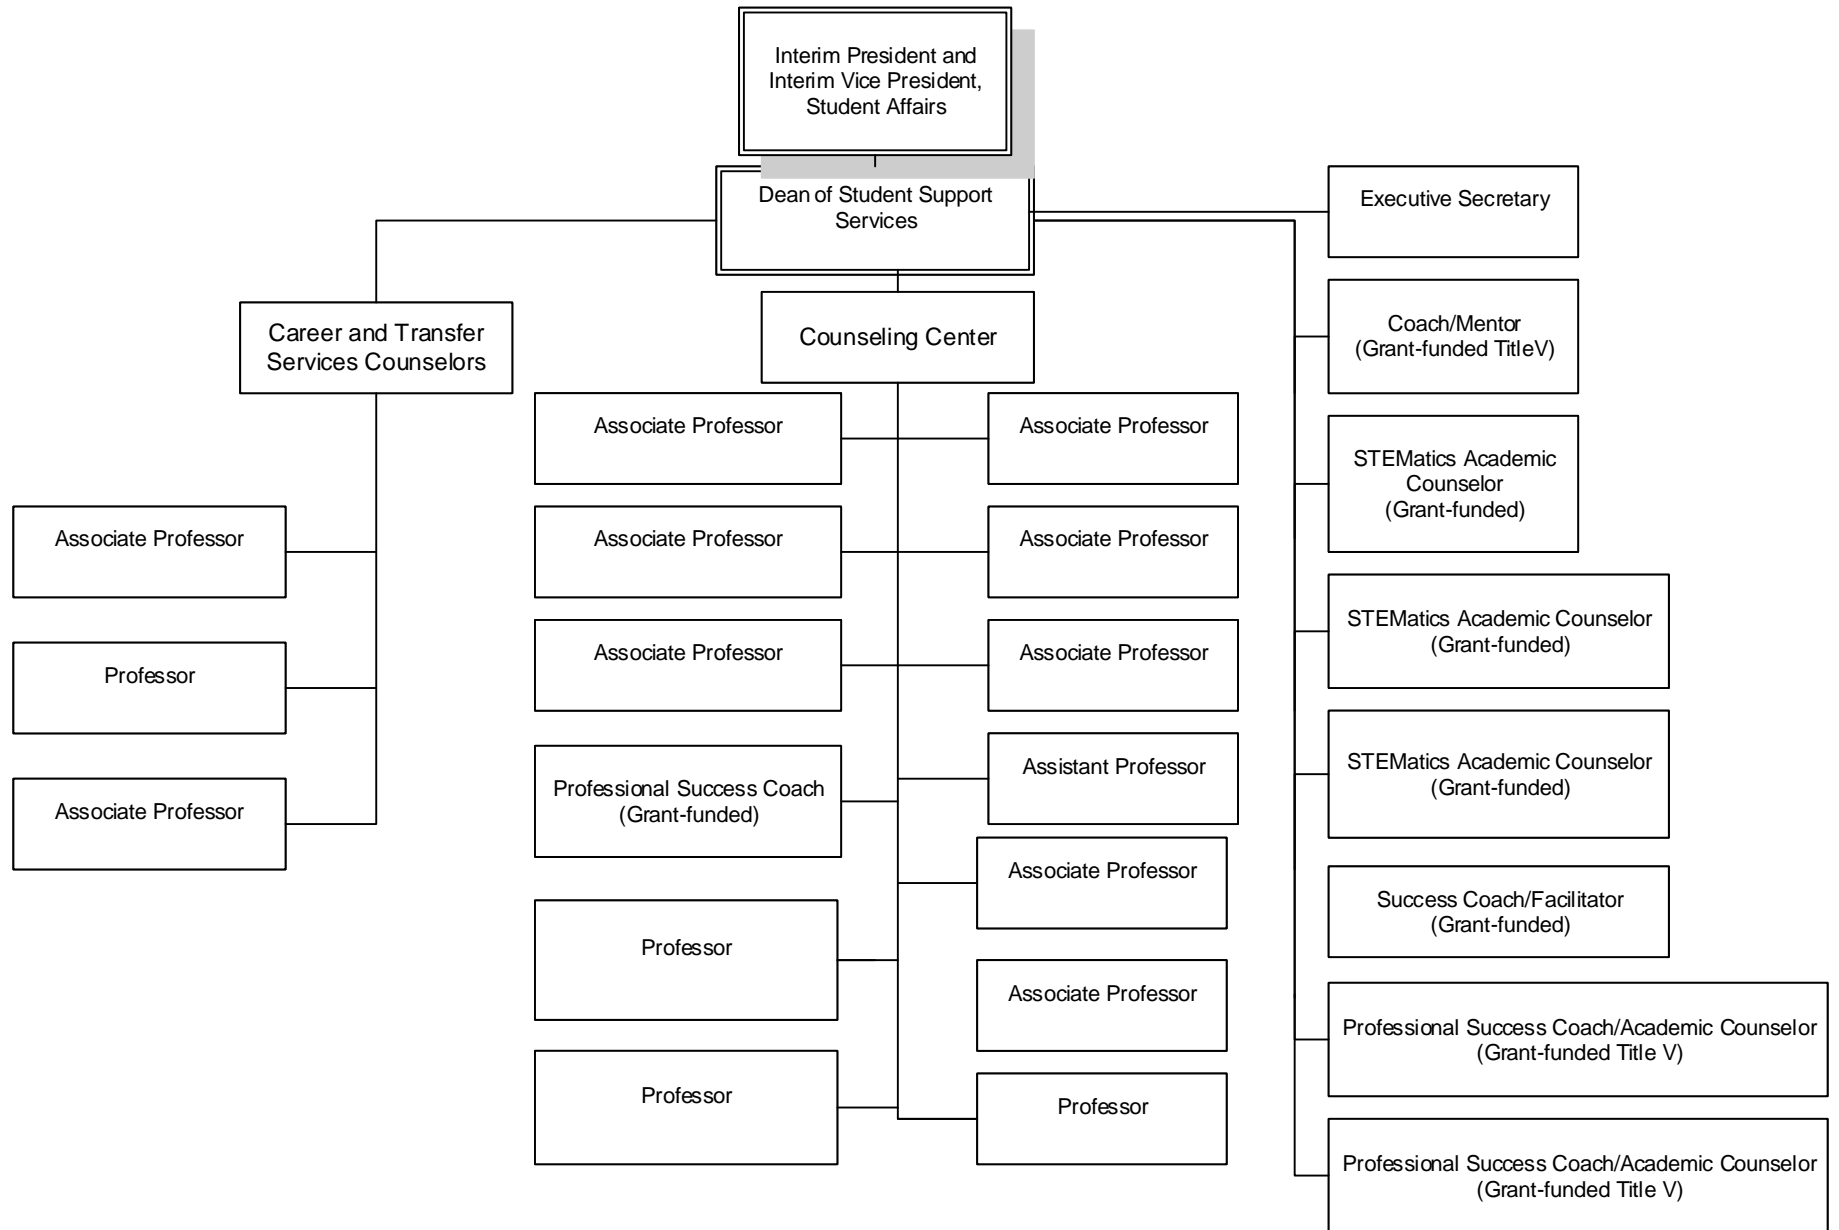 Interim President and
Interim Vice President,
Student Affairs
Dean of Student Support
Services
Executive Secretary
Career and Transfer
Services Counselors
Counseling Center
Coach/Mentor
(Grant-funded TitleV)
Associate Professor
Associate Professor
STEMatics Academic
Counselor
(Grant-funded)
Associate Professor
Associate Professor
Associate Professor
STEMatics Academic Counselor
(Grant-funded)
Professor
Associate Professor
Associate Professor
STEMatics Academic Counselor
(Grant-funded)
Associate Professor
Professional Success Coach
(Grant-funded)
Assistant Professor
Associate Professor
Success Coach/Facilitator
(Grant-funded)
Professor
Associate Professor
Professional Success Coach/Academic Counselor
(Grant-funded Title V)
Professor
Professor
Professional Success Coach/Academic Counselor
(Grant-funded Title V)